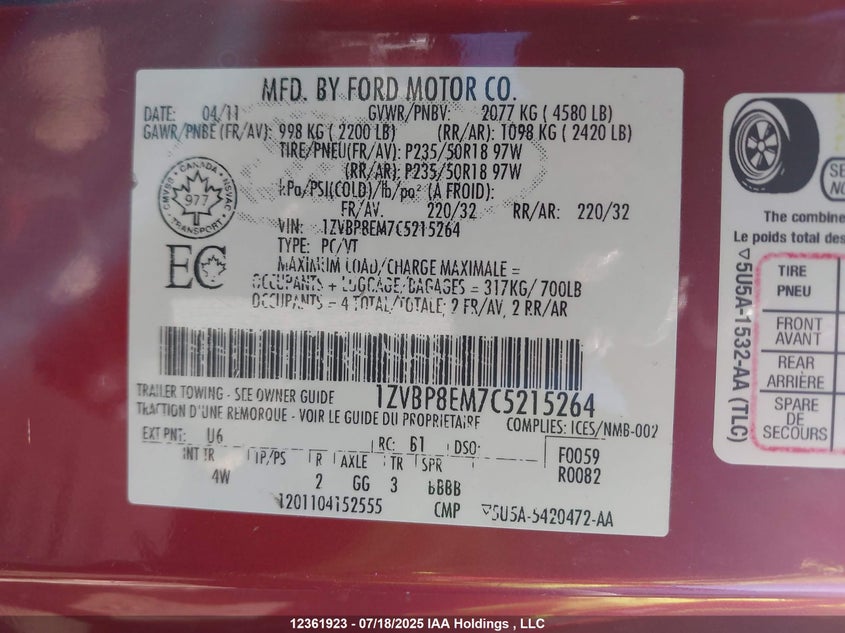 MFD. BY FORD MOTOR CO.
DATE: 04/11 GVWR/PNBV: 2077 KG ( 4580 LB)
GAWR/PNBE (FR/AV): 998 KG ( 2200 LB) (RR/AR): 1098 KG ( 2420 LB)
TIRE/PNEU(FR/AV): P235/50R18 97W
(RR/AR): P235/50R18 97W
kPa/PSI(COLD)/lb/po² (A FROID):
FR/AV. 220/32 RR/AR: 220/32
VIN: 1ZVBP8EM7C5215264
TYPE: PC/VT
MAXIMUM LOAD/CHARGE MAXIMALE =
OCCUPANTS + LUGGAGE/BAGAGES = 317KG/ 700LB
OCCUPANTS = 4 TOTAL/TOTALE; 2 FR/AV, 2 RR/AR
CANADA
CMVSS NSVAC
977
TRANSPORT
EC
1ZVBP8EM7C5215264
TRAILER TOWING - SEE OWNER GUIDE
TRACTION D'UNE REMORQUE - VOIR LE GUIDE DU PROPRIETAIRE
COMPLIES: ICES/NMB-002
EXT PNT: U6 RC: 61 DSO: F0059
INT TR TP/PS R AXLE TR SPR R0082
4W 2 GG 3 BBBB
1201104152555 CMP ▽5U5A-5420472-AA
The combine
Le poids total des
TIRE
PNEU
FRONT
AVANT
REAR
ARRIÈRE
SPARE
DE
SECOURS
▽5U5A-1532-AA (TLC)
12361923 - 07/18/2025 IAA Holdings , LLC